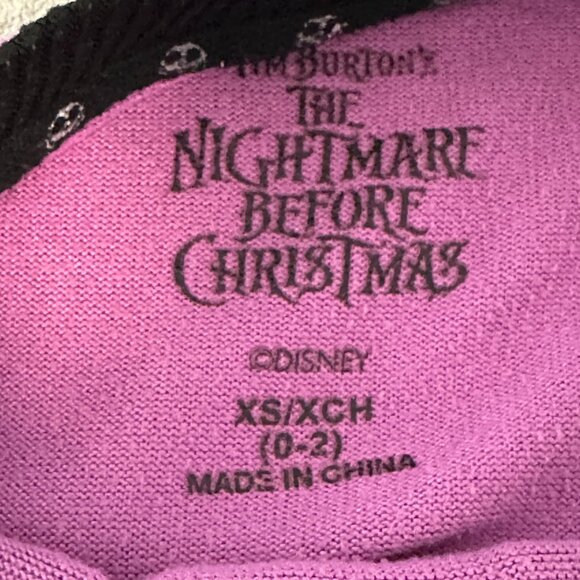 TIM BURTON'S
THE
NIGHTMARE
BEFORE
CHRISTMAS
©DISNEY
XS/XCH
(0-2)
MADE IN CHINA